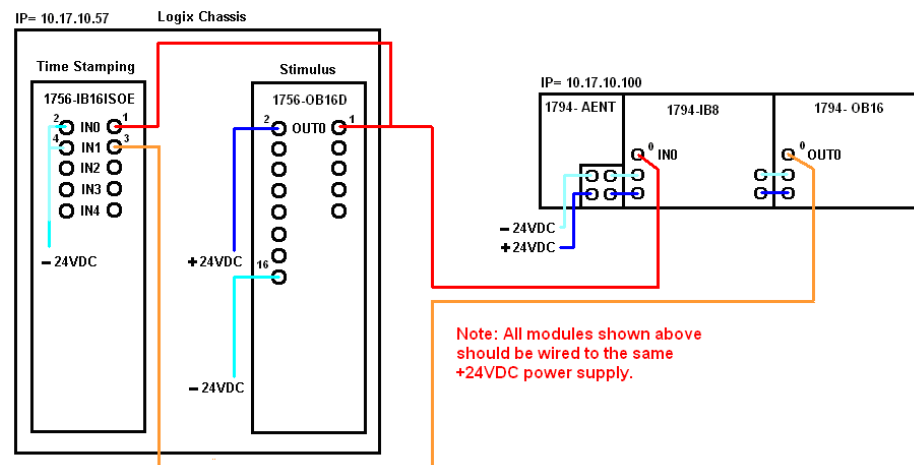 IP= 10.17.10.57
Logix Chassis
Time Stamping
1756-IB16ISOE
2 IN0 1
4 IN1 3
IN2
IN3
IN4
- 24VDC
Stimulus
1756-OB16D
2 OUT0 1
+24VDC
16
- 24VDC
IP= 10.17.10.100
1794- AENT
1794-IB8
1794- OB16
0 IN0
0 OUT0
- 24VDC
+24VDC
Note: All modules shown above
should be wired to the same
+24VDC power supply.